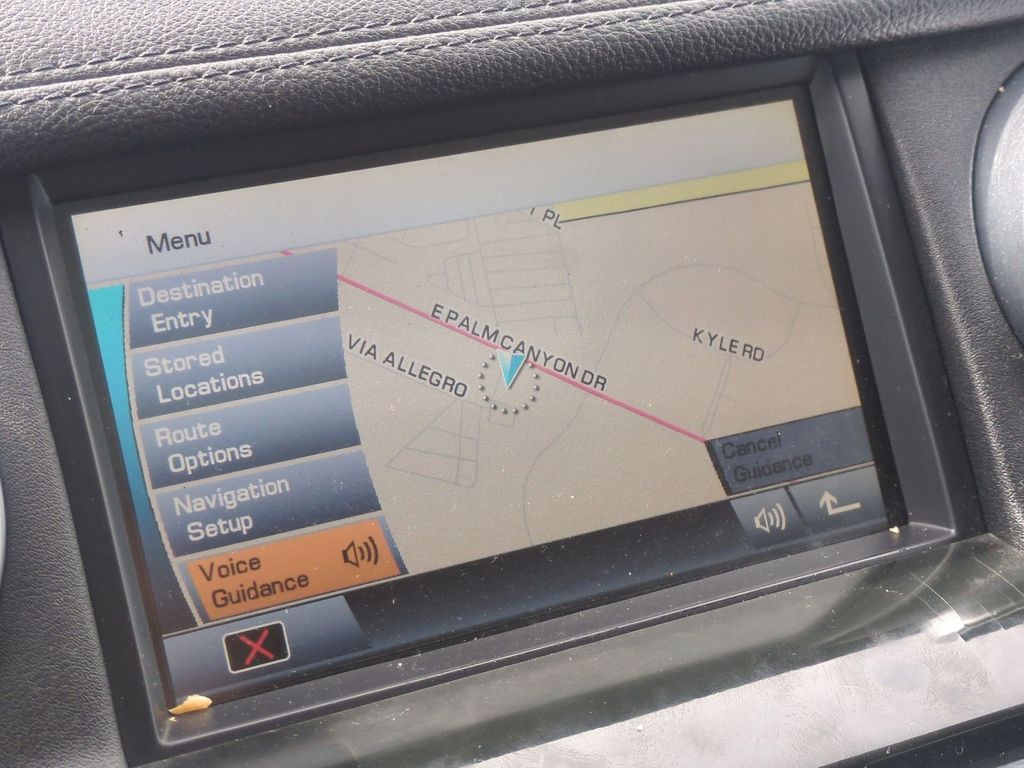 Menu
Destination
Entry
Stored
Locations
Route
Options
Navigation
Setup
Voice
Guidance
PL
E PALM CANYON DR
VIA ALLEGRO
KYLE RD
Cancel
Guidance